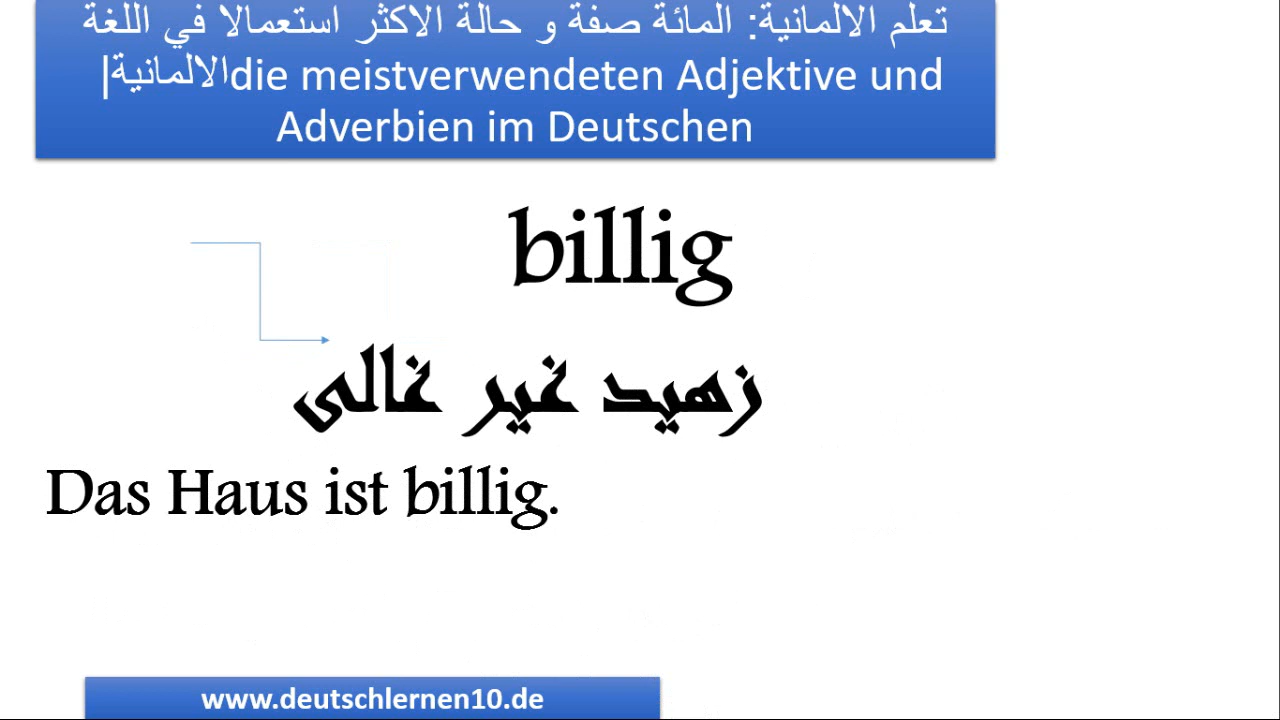 تعلم الالمانية: المائة صفة و حالة الاكثر استعمالا في اللغة
الالمانية|die meistverwendeten Adjektive und
Adverbien im Deutschen
billig
زهيد غير غالى
Das Haus ist billig.
www.deutschlernen10.de